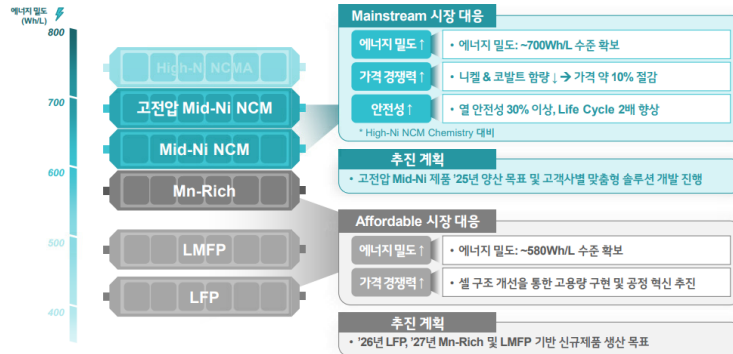 에너지 밀도
(Wh/L)
800
700
600
500
400
High-Ni NCMA
고전압 Mid-Ni NCM
Mid-Ni NCM
Mn-Rich
LMFP
LFP
Mainstream 시장 대응
에너지 밀도 ↑
• 에너지 밀도: ~700Wh/L 수준 확보
가격 경쟁력 ↑
• 니켈 & 코발트 함량 ↓ → 가격 약 10% 절감
안전성 ↑
• 열 안전성 30% 이상, Life Cycle 2배 향상
* High-Ni NCM Chemistry 대비
추진 계획
• 고전압 Mid-Ni 제품 '25년 양산 목표 및 고객사별 맞춤형 솔루션 개발 진행
Affordable 시장 대응
에너지 밀도 ↑
• 에너지 밀도: ~580Wh/L 수준 확보
가격 경쟁력 ↑
• 셀 구조 개선을 통한 고용량 구현 및 공정 혁신 추진
추진 계획
• '26년 LFP, '27년 Mn-Rich 및 LMFP 기반 신규제품 생산 목표